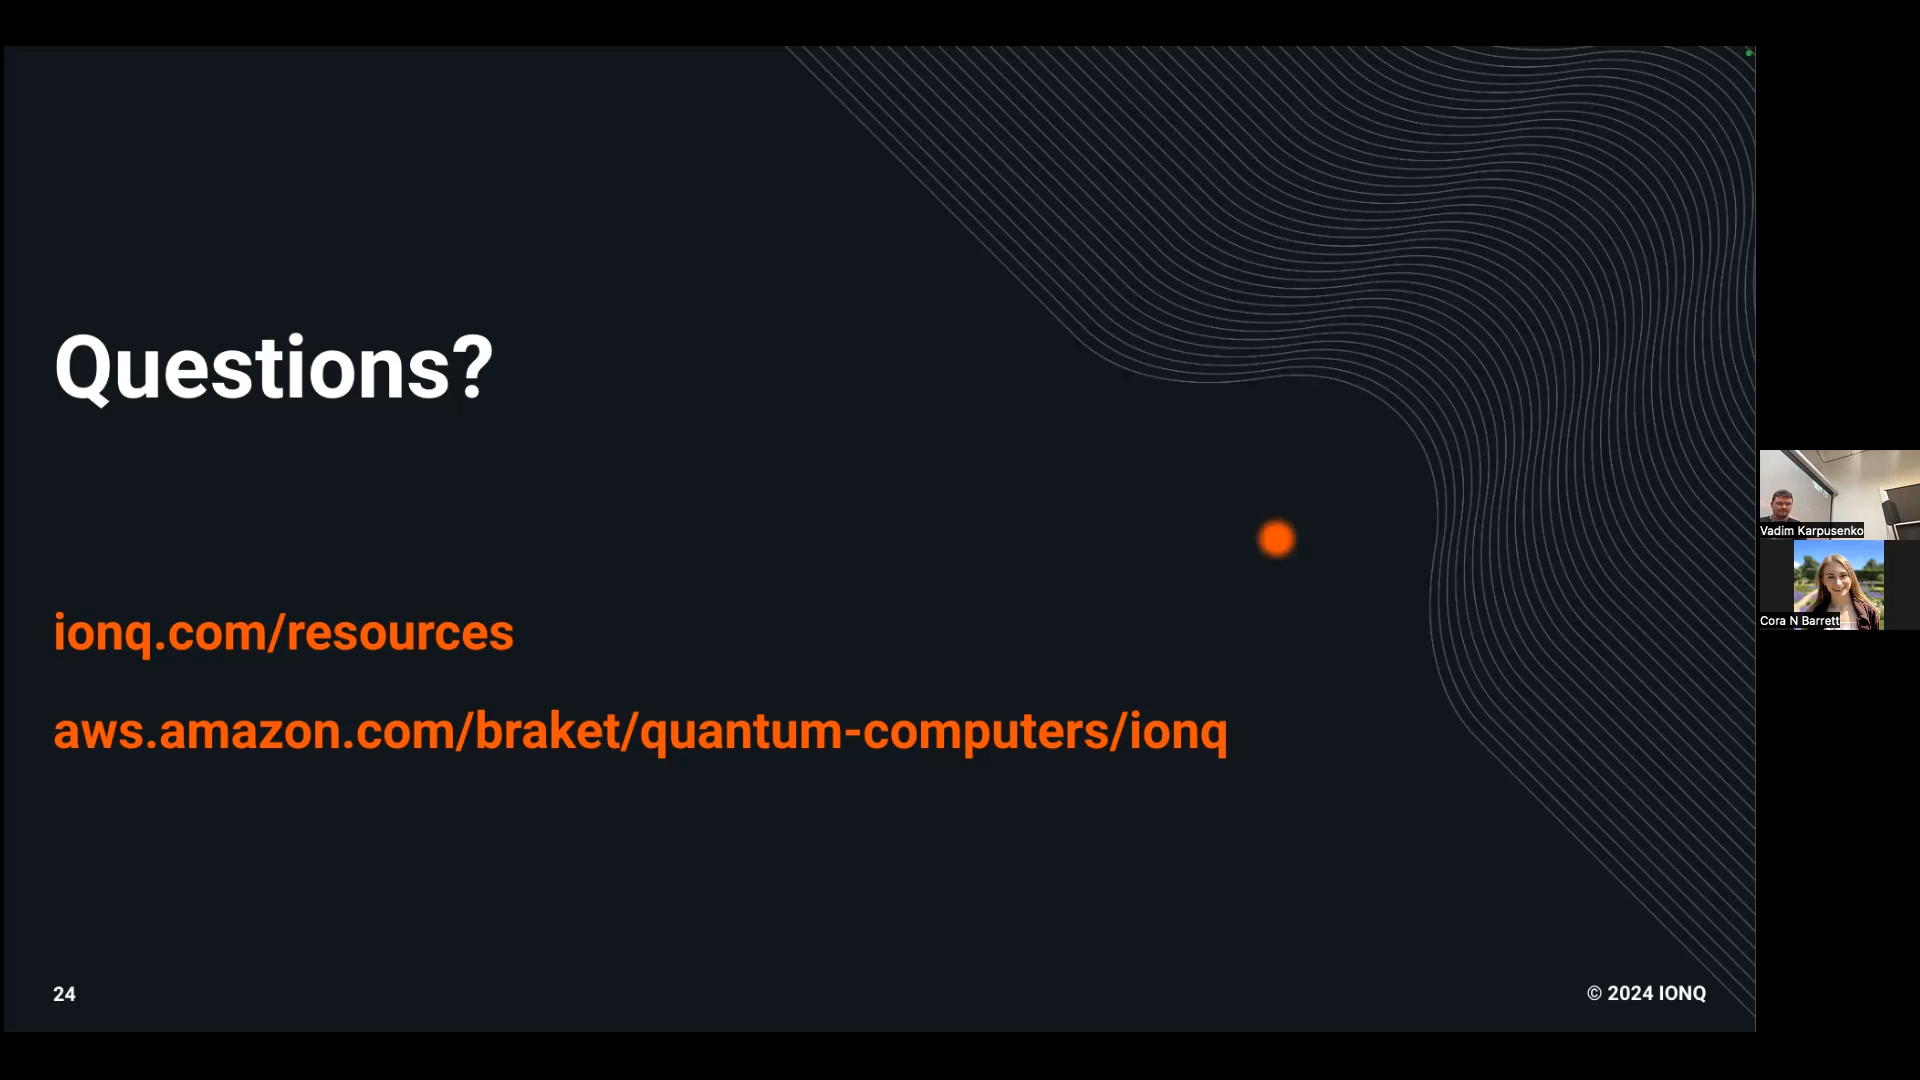 Questions?
ionq.com/resources
aws.amazon.com/braket/quantum-computers/ionq
24
© 2024 IONQ
Vadim Karpusenko
Cora N Barrett